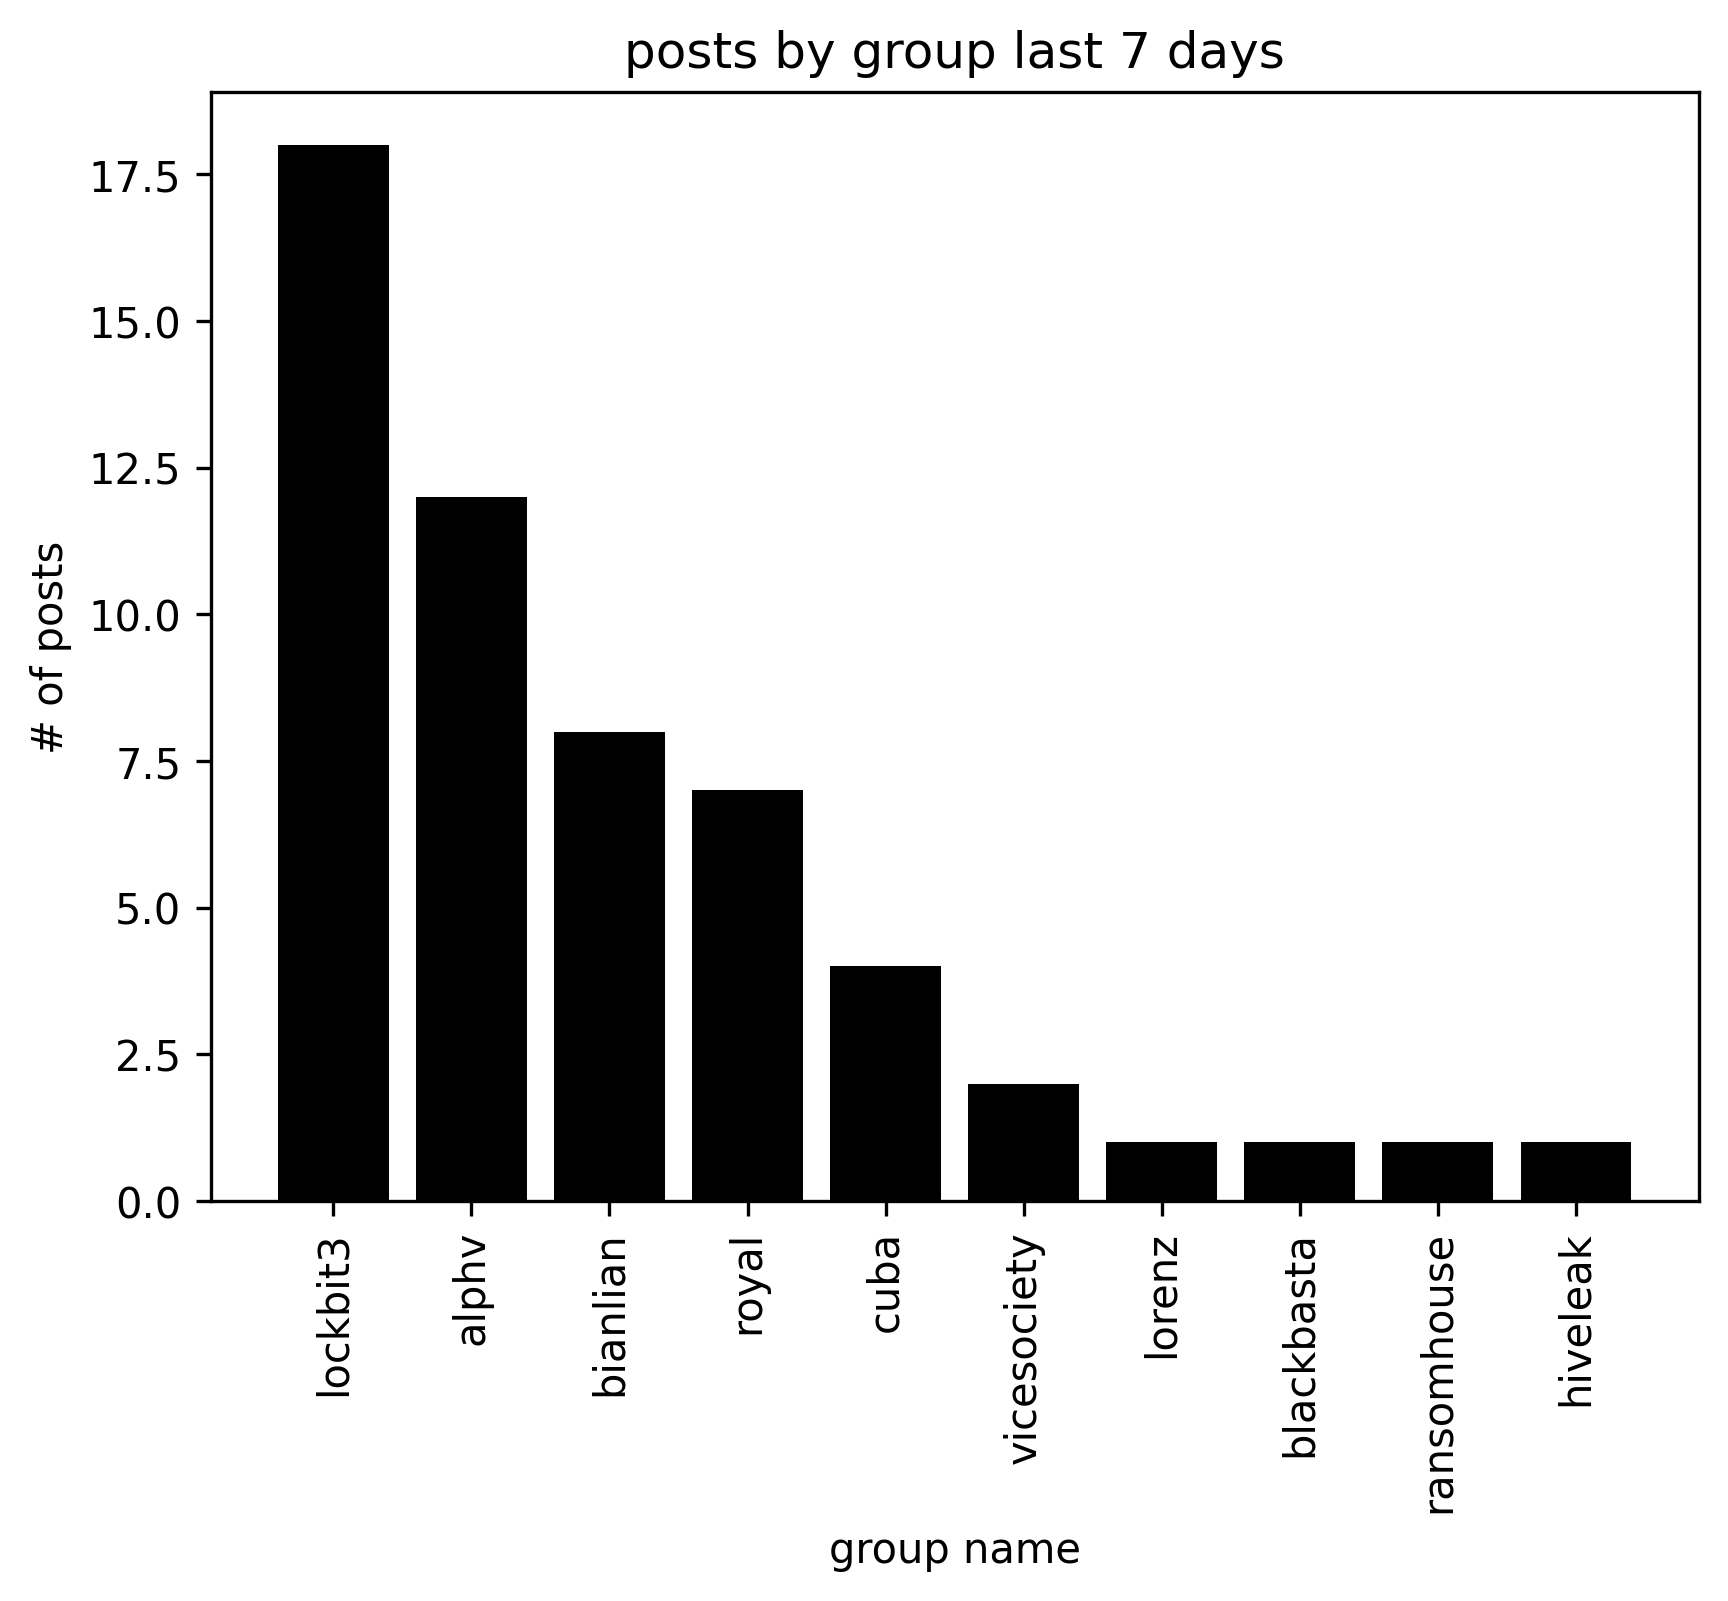 posts by group last 7 days
# of posts
17.5
15.0
12.5
10.0
7.5
5.0
2.5
0.0
lockbit3
alphv
bianlian
royal
cuba
vicesociety
lorenz
blackbasta
ransomhouse
hiveleak
group name